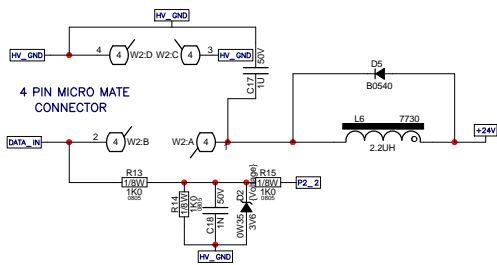 HV_GND
HV_GND
4
W2:D
W2:C
3
HV_GND
50V
C17
1U
D5
B0540
4 PIN MICRO MATE
CONNECTOR
L6
7730
+24V
2.2UH
DATA_IN
2
W2:B
W2:A
4
R13
1/8W
1K0
0805
R14
1/8W
1K0
0805
50V
C18
1N
D2
(Voltage)
0W35
3V6
R15
1/8W
1K0
0805
P2_2
HV_GND